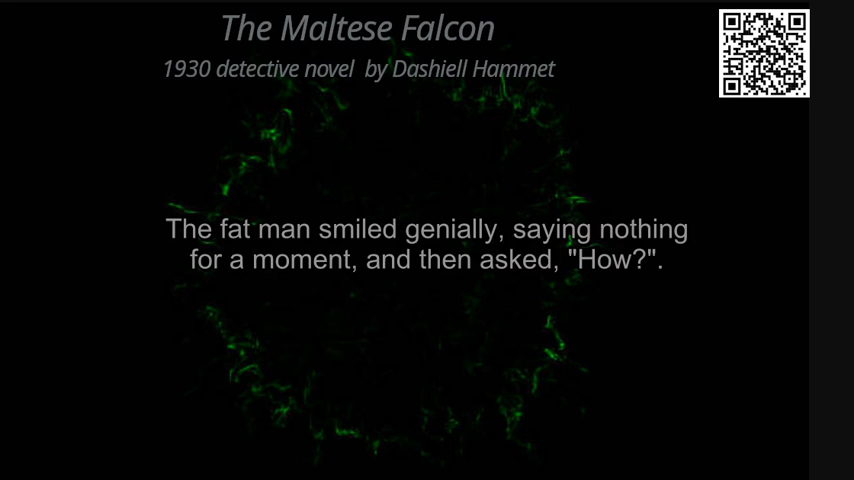 The Maltese Falcon
1930 detective novel by Dashiell Hammet
The fat man smiled genially, saying nothing
for a moment, and then asked, "How?".